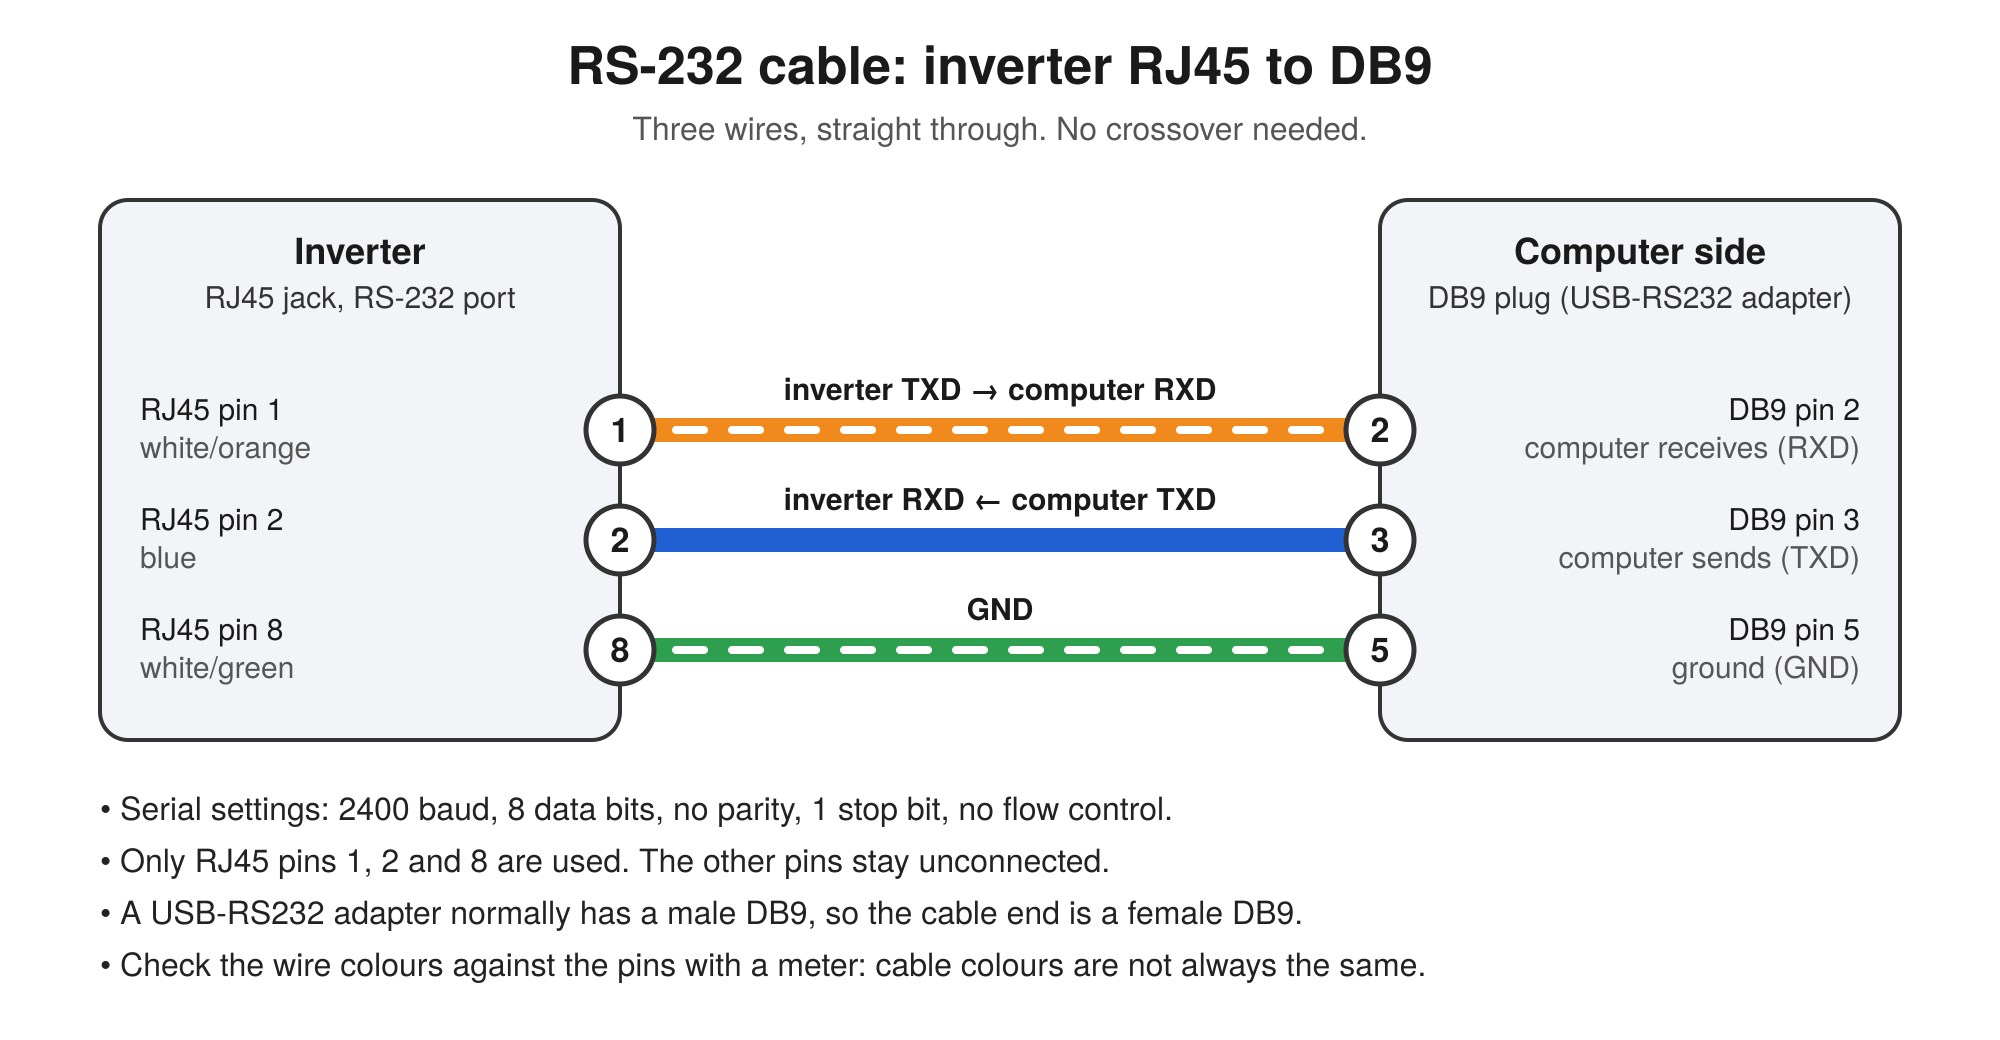 RS-232 cable: inverter RJ45 to DB9
Three wires, straight through. No crossover needed.
Inverter
RJ45 jack, RS-232 port
Computer side
DB9 plug (USB-RS232 adapter)
inverter TXD → computer RXD
RJ45 pin 1
white/orange
1
2
DB9 pin 2
computer receives (RXD)
inverter RXD ← computer TXD
RJ45 pin 2
blue
2
3
DB9 pin 3
computer sends (TXD)
GND
RJ45 pin 8
white/green
8
5
DB9 pin 5
ground (GND)
• Serial settings: 2400 baud, 8 data bits, no parity, 1 stop bit, no flow control.
• Only RJ45 pins 1, 2 and 8 are used. The other pins stay unconnected.
• A USB-RS232 adapter normally has a male DB9, so the cable end is a female DB9.
• Check the wire colours against the pins with a meter: cable colours are not always the same.